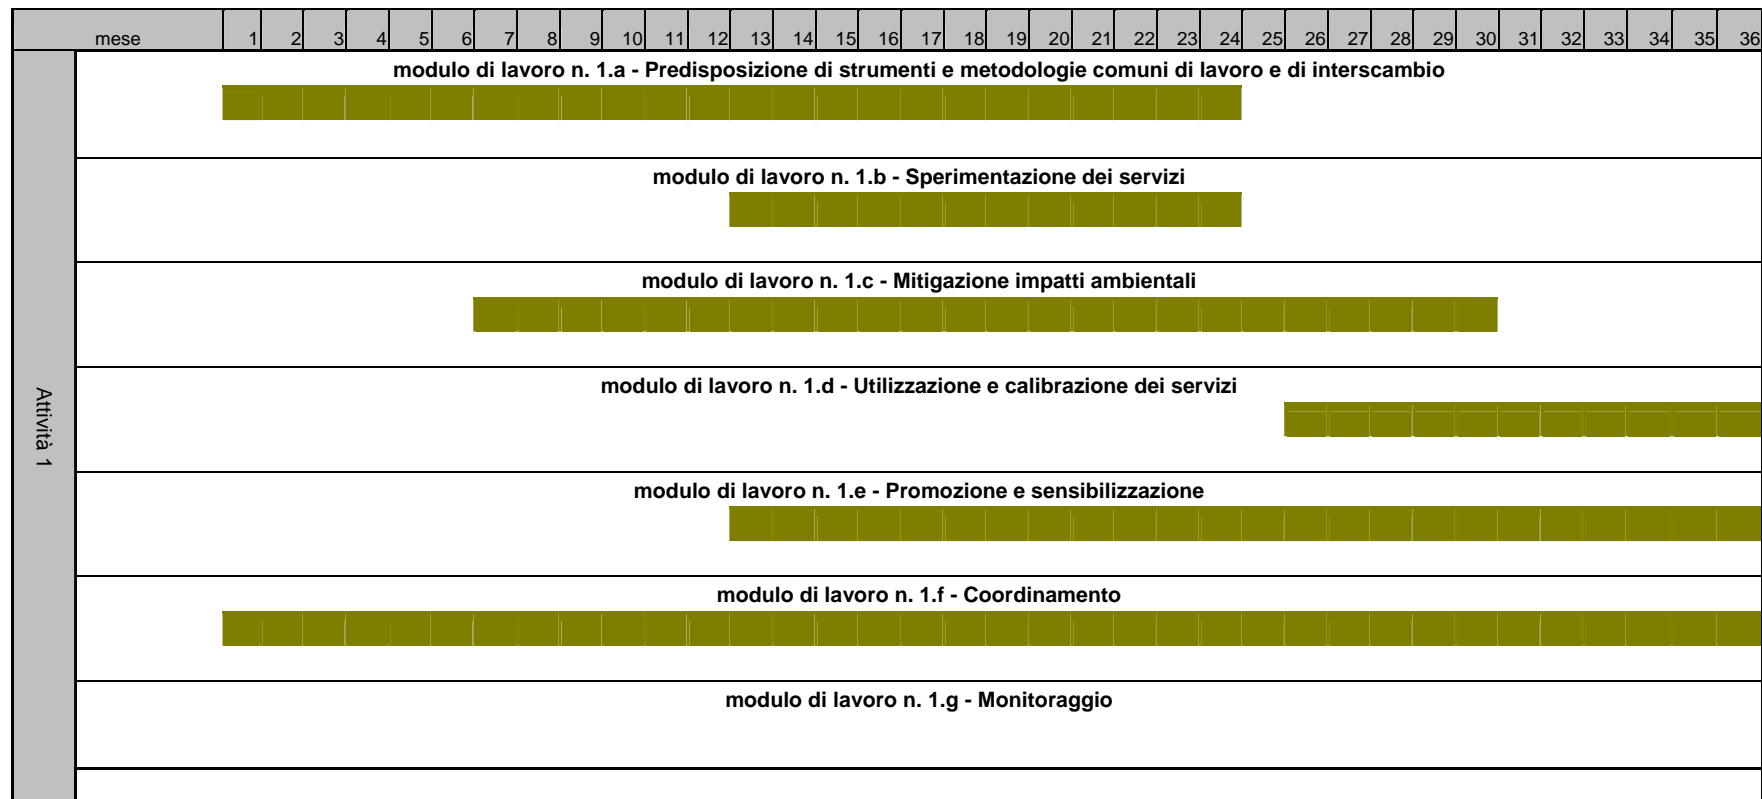 mese 1 2 3 4 5 6 7 8 9 10 11 12 13 14 15 16 17 18 19 20 21 22 23 24 25 26 27 28 29 30 31 32 33 34 35 36
modulo di lavoro n. 1.a - Predisposizione di strumenti e metodologie comuni di lavoro e di interscambio
modulo di lavoro n. 1.b - Sperimentazione dei servizi
modulo di lavoro n. 1.c - Mitigazione impatti ambientali
modulo di lavoro n. 1.d - Utilizzazione e calibrazione dei servizi
Attività 1
modulo di lavoro n. 1.e - Promozione e sensibilizzazione
modulo di lavoro n. 1.f - Coordinamento
modulo di lavoro n. 1.g - Monitoraggio